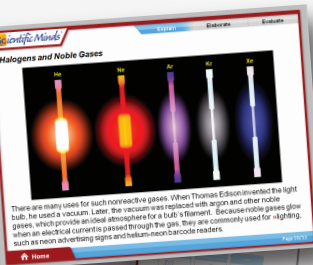 Scientific Minds
Explain
Elaborate
Evaluate
Halogens and Noble Gases
He
Ne
Ar
Kr
Xe
There are many uses for such nonreactive gases. When Thomas Edison invented the light
bulb, he used a vacuum. Later, the vacuum was replaced with argon and other noble
gases, which provide an ideal atmosphere for a bulb's filament. Because noble gases glow
when an electrical current is passed through the gas, they are commonly used for lighting,
such as neon advertising signs and helium-neon barcode readers.
Home